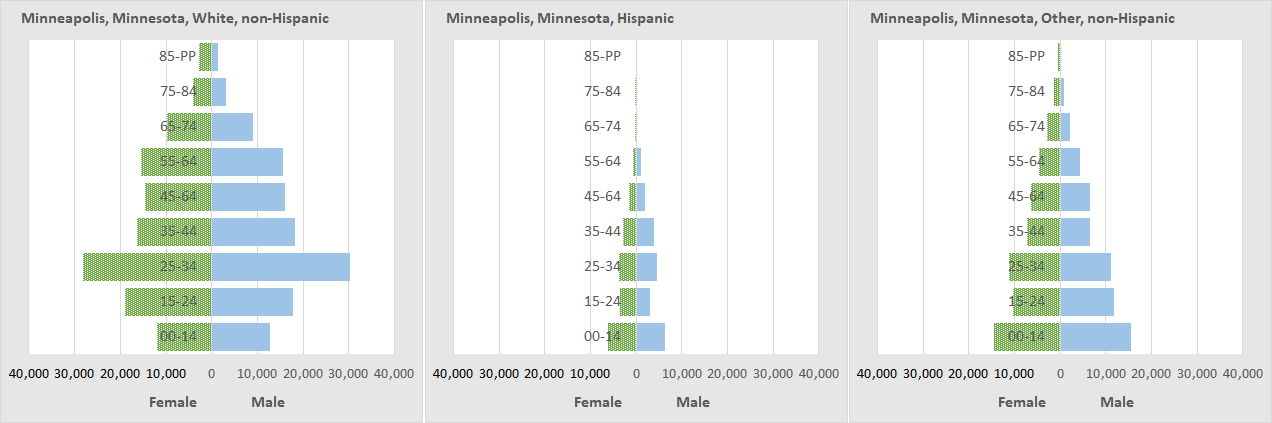 Minneapolis, Minnesota, White, non-Hispanic
85-PP
75-84
65-74
55-64
45-64
35-44
25-34
15-24
00-14
40,000 30,000 20,000 10,000 0 10,000 20,000 30,000 40,000
Female Male
Minneapolis, Minnesota, Hispanic
85-PP
75-84
65-74
55-64
45-64
35-44
25-34
15-24
00-14
40,000 30,000 20,000 10,000 0 10,000 20,000 30,000 40,000
Female Male
Minneapolis, Minnesota, Other, non-Hispanic
85-PP
75-84
65-74
55-64
45-64
35-44
25-34
15-24
00-14
40,000 30,000 20,000 10,000 0 10,000 20,000 30,000 40,000
Female Male